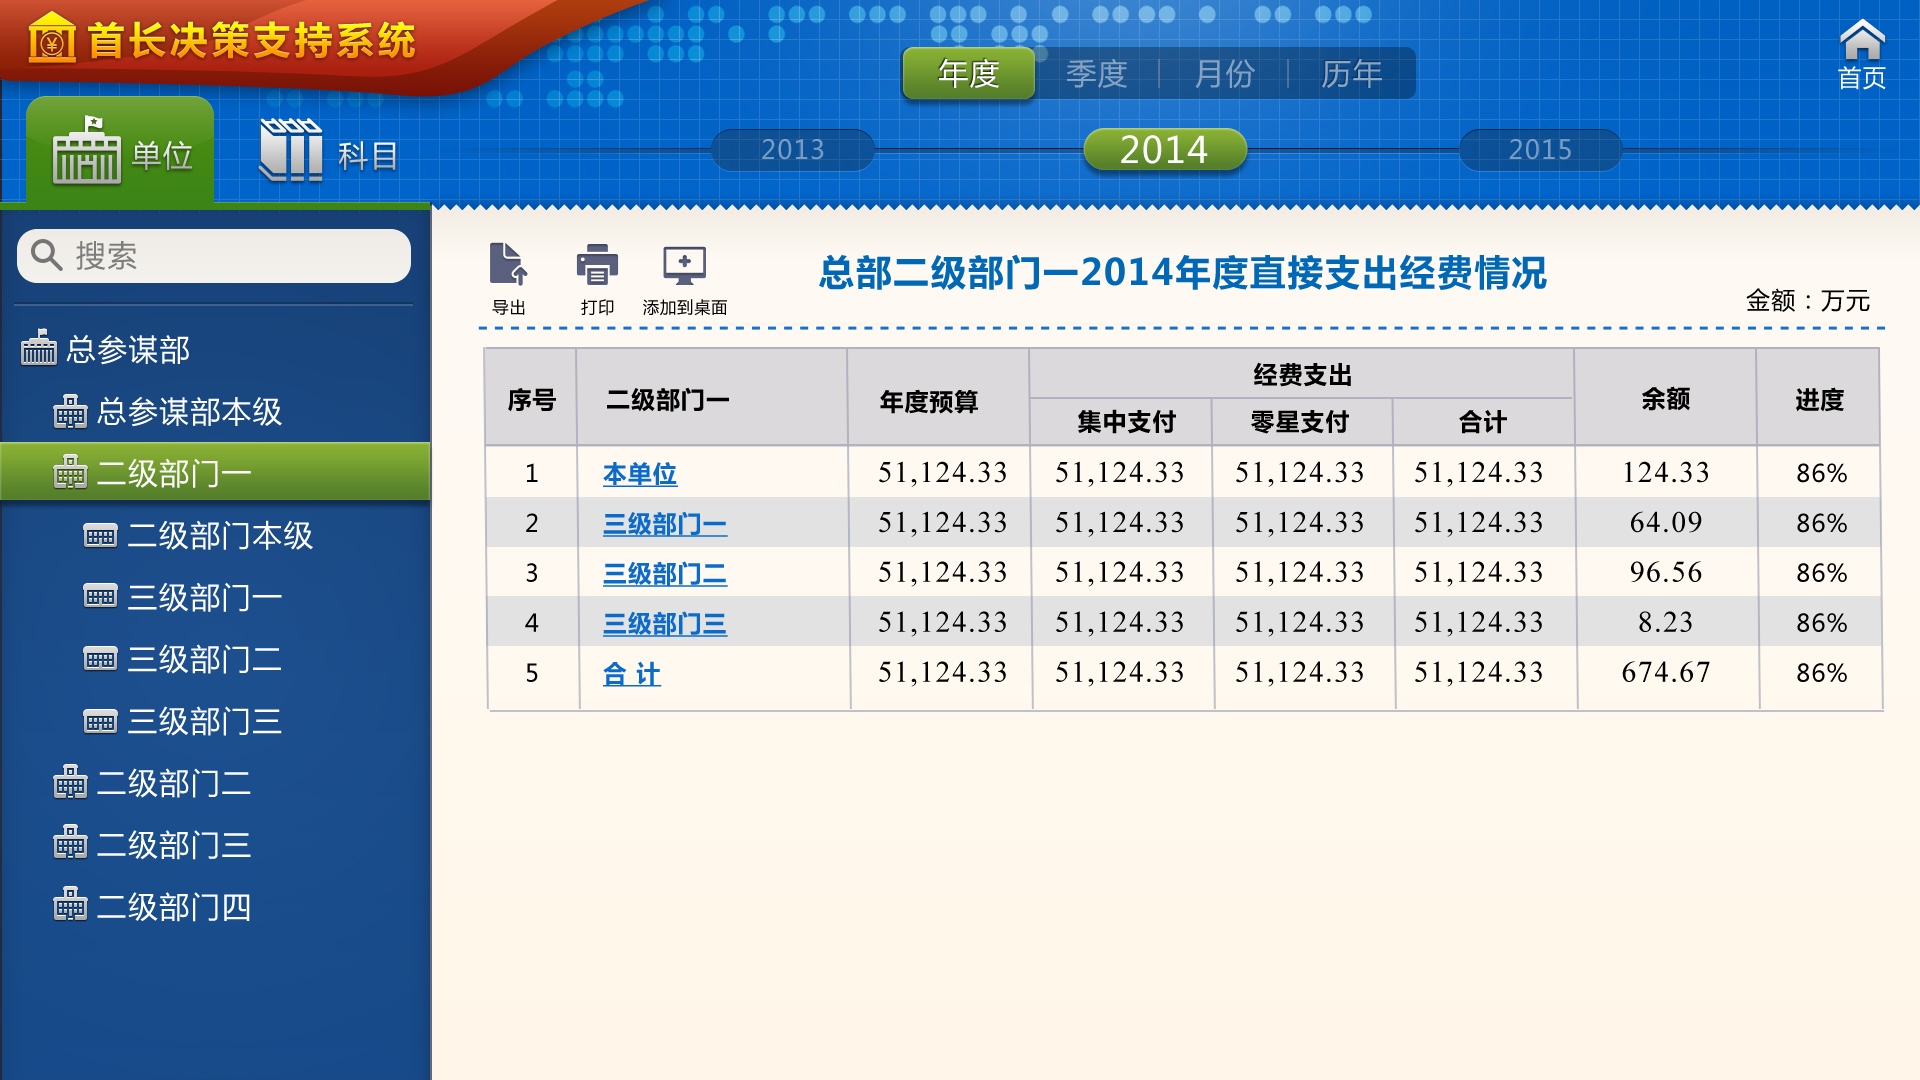 首长决策支持系统
年度 季度 月份 历年
首页
单位 科目
2013 2014 2015
搜索
总参谋部
总参谋部本级
二级部门一
二级部门本级
三级部门一
三级部门二
三级部门三
二级部门二
二级部门三
二级部门四
导出 打印 添加到桌面
总部二级部门一2014年度直接支出经费情况
金额：万元
序号 二级部门一 年度预算 经费支出 余额 进度
集中支付 零星支付 合计
1 本单位 51,124.33 51,124.33 51,124.33 51,124.33 124.33 86%
2 三级部门一 51,124.33 51,124.33 51,124.33 51,124.33 64.09 86%
3 三级部门二 51,124.33 51,124.33 51,124.33 51,124.33 96.56 86%
4 三级部门三 51,124.33 51,124.33 51,124.33 51,124.33 8.23 86%
5 合 计 51,124.33 51,124.33 51,124.33 51,124.33 674.67 86%